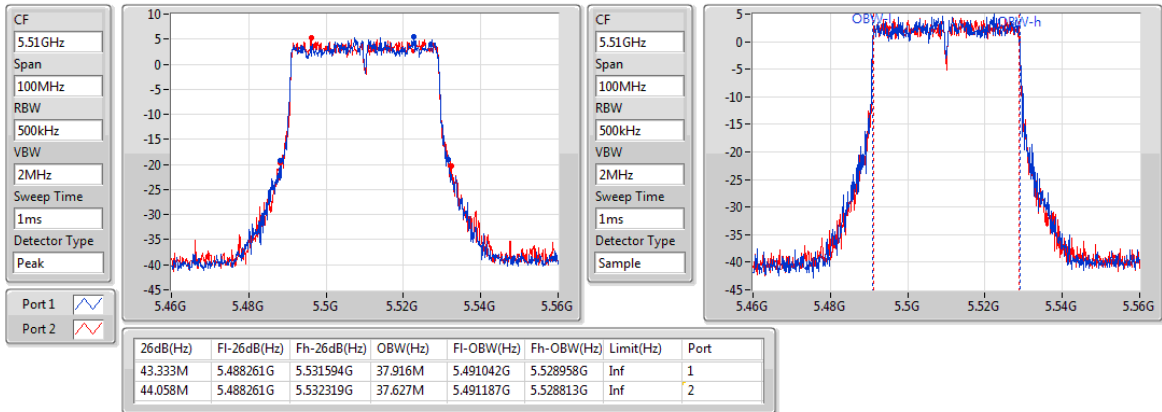 CF
5.51GHz
Span
100MHz
RBW
500kHz
VBW
2MHz
Sweep Time
1ms
Detector Type
Peak
Port 1
Port 2
10
5
0
-5
-10
-15
-20
-25
-30
-35
-40
-45
5.46G 5.48G 5.5G 5.52G 5.54G 5.56G
CF
5.51GHz
Span
100MHz
RBW
500kHz
VBW
2MHz
Sweep Time
1ms
Detector Type
Sample
OBW-l OBW-h
5
0
-5
-10
-15
-20
-25
-30
-35
-40
-45
5.46G 5.48G 5.5G 5.52G 5.54G 5.56G
26dB(Hz) Fl-26dB(Hz) Fh-26dB(Hz) OBW(Hz) Fl-OBW(Hz) Fh-OBW(Hz) Limit(Hz) Port
43.333M 5.488261G 5.531594G 37.916M 5.491042G 5.528958G Inf 1
44.058M 5.488261G 5.532319G 37.627M 5.491187G 5.528813G Inf 2